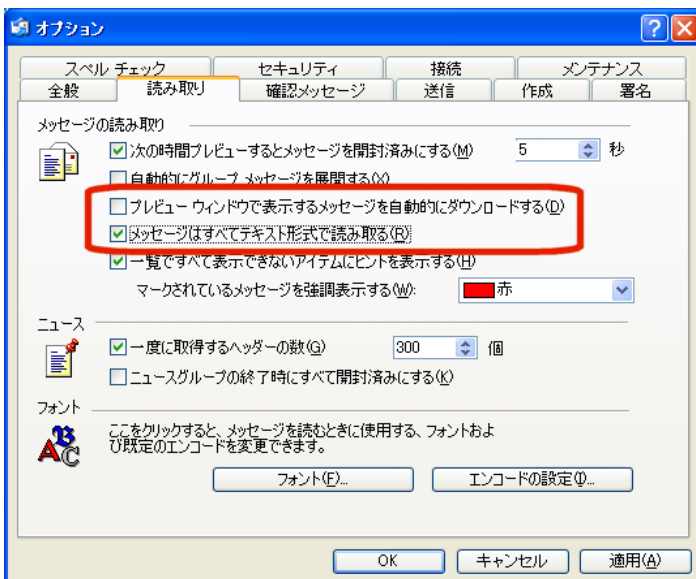 オプション
スペル チェック セキュリティ 接続 メンテナンス
全般 読み取り 確認メッセージ 送信 作成 署名
メッセージの読み取り
次の時間プレビューするとメッセージを開封済みにする(M) 5 秒
自動的にグループ メッセージを展開する(X)
プレビュー ウィンドウで表示するメッセージを自動的にダウンロードする(D)
メッセージはすべてテキスト形式で読み取る(R)
一覧ですべて表示できないアイテムにヒントを表示する(H)
マークされているメッセージを強調表示する(W): 赤
ニュース
一度に取得するヘッダーの数(G) 300 個
ニュースグループの終了時にすべて開封済みにする(K)
フォント
ここをクリックすると、メッセージを読むときに使用する、フォントおよ
び既定のエンコードを変更できます。
フォント(F)... エンコードの設定(I)...
OK キャンセル 適用(A)